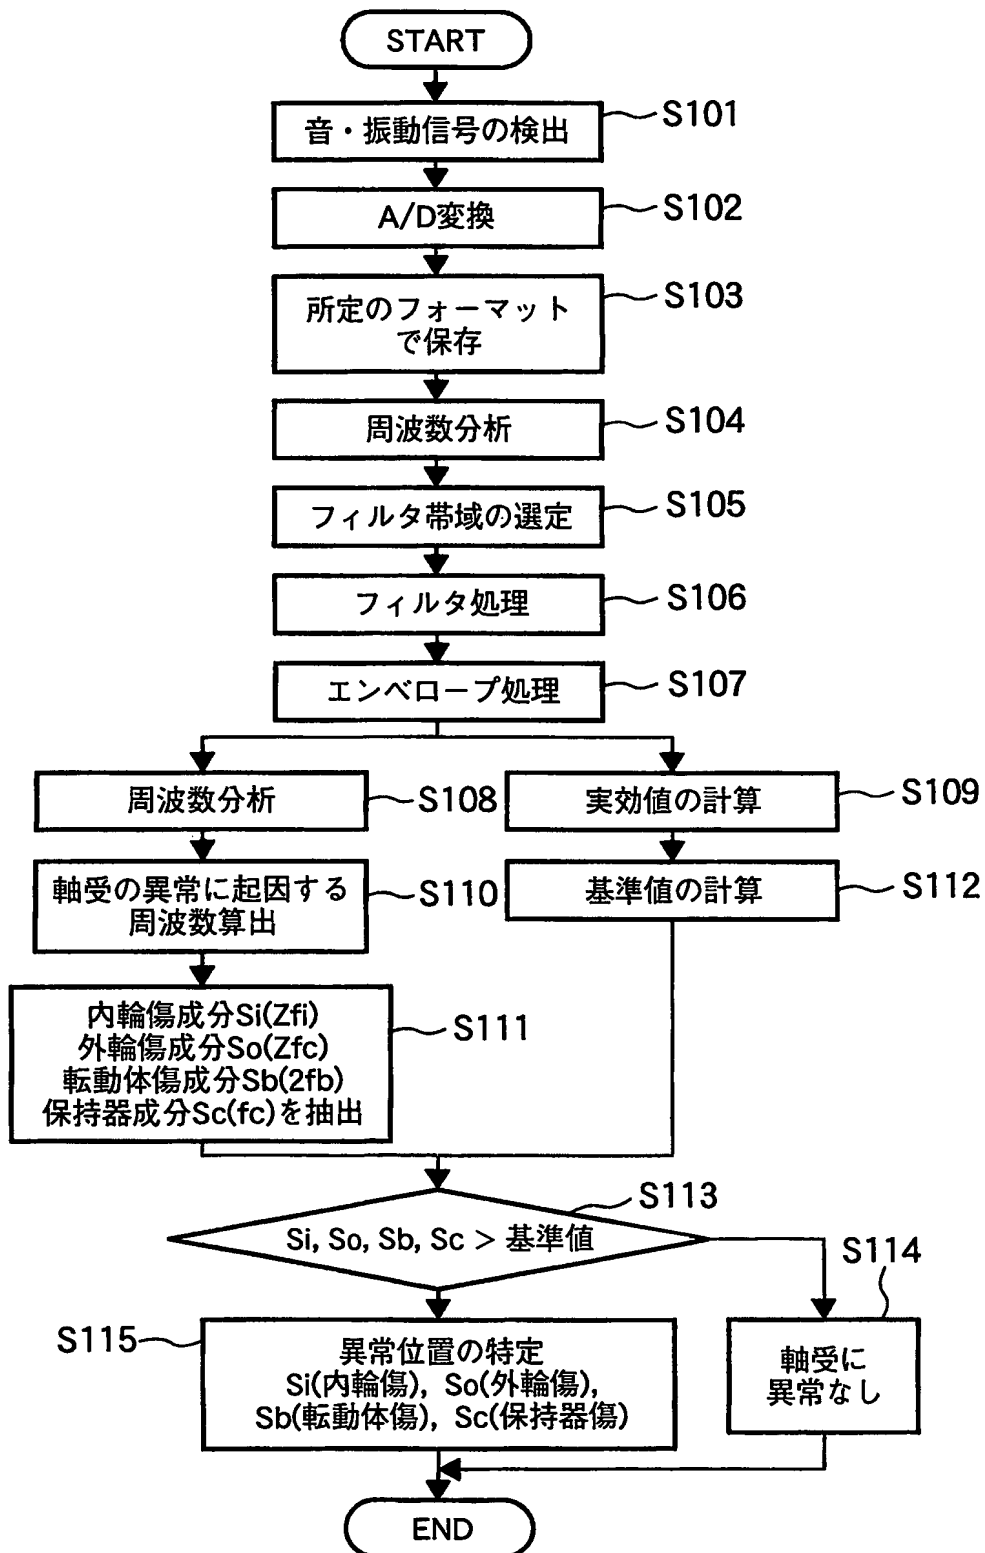 START
音・振動信号の検出
S101
A/D変換
S102
所定のフォーマット
で保存
S103
周波数分析
S104
フィルタ帯域の選定
S105
フィルタ処理
S106
エンベロープ処理
S107
周波数分析
S108
実効値の計算
S109
軸受の異常に起因する
周波数算出
S110
基準値の計算
S112
内輪傷成分Si(Zfi)
外輪傷成分So(Zfc)
転動体傷成分Sb(2fb)
保持器成分Sc(fc)を抽出
S111
S113
Si, So, Sb, Sc > 基準値
S114
軸受に
異常なし
S115
異常位置の特定
Si(内輪傷), So(外輪傷),
Sb(転動体傷), Sc(保持器傷)
END